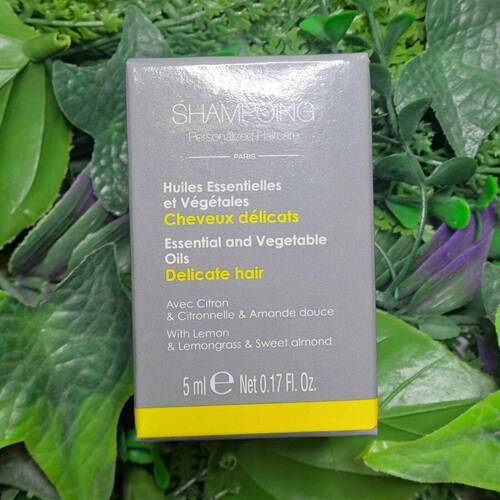 SHAMPOING
Personalized Haircare
PARIS
Huiles Essentielles
et Végétales
Cheveux délicats
Essential and Vegetable
Oils
Delicate hair
Avec Citron
& Citronnelle & Amande douce
With Lemon
& Lemongrass & Sweet almond
5 ml ℮ Net 0.17 Fl. Oz.